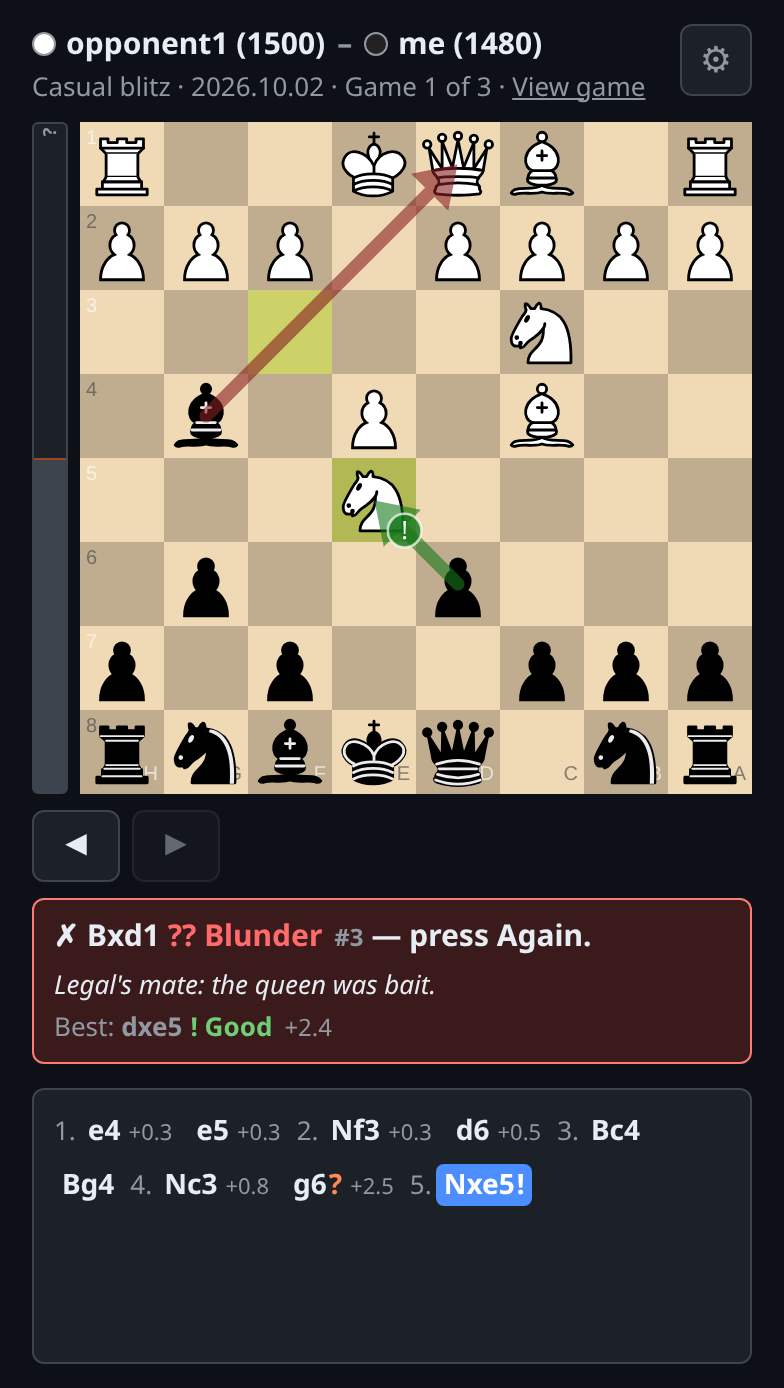 opponent1 (1500) – me (1480)
Casual blitz · 2026.10.02 · Game 1 of 3 · View game
?
1
2
3
4
5
!
6
7
8 H G F E D C B A
✗ Bxd1 ?? Blunder #3 — press Again.
Legal's mate: the queen was bait.
Best: dxe5 ! Good +2.4
1. e4 +0.3 e5 +0.3 2. Nf3 +0.3 d6 +0.5 3. Bc4
Bg4 4. Nc3 +0.8 g6? +2.5 5. Nxe5!